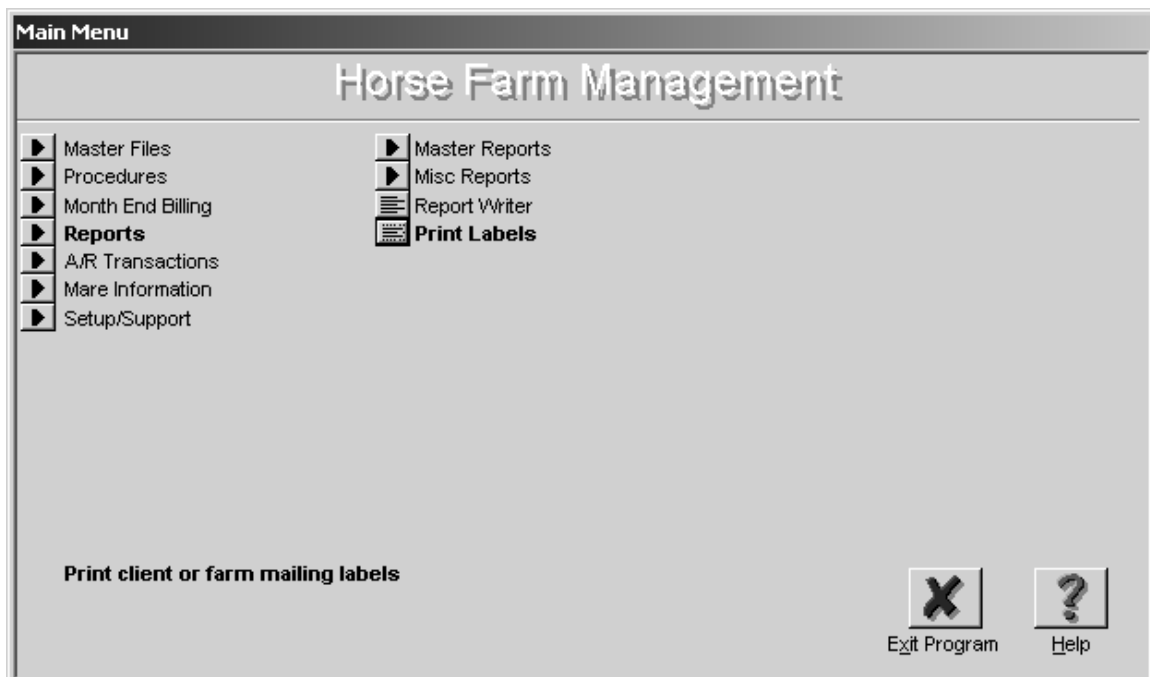 Main Menu
Horse Farm Management
Master Files
Procedures
Month End Billing
Reports
A/R Transactions
Mare Information
Setup/Support
Master Reports
Misc Reports
Report Writer
Print Labels
Print client or farm mailing labels
Exit Program
Help